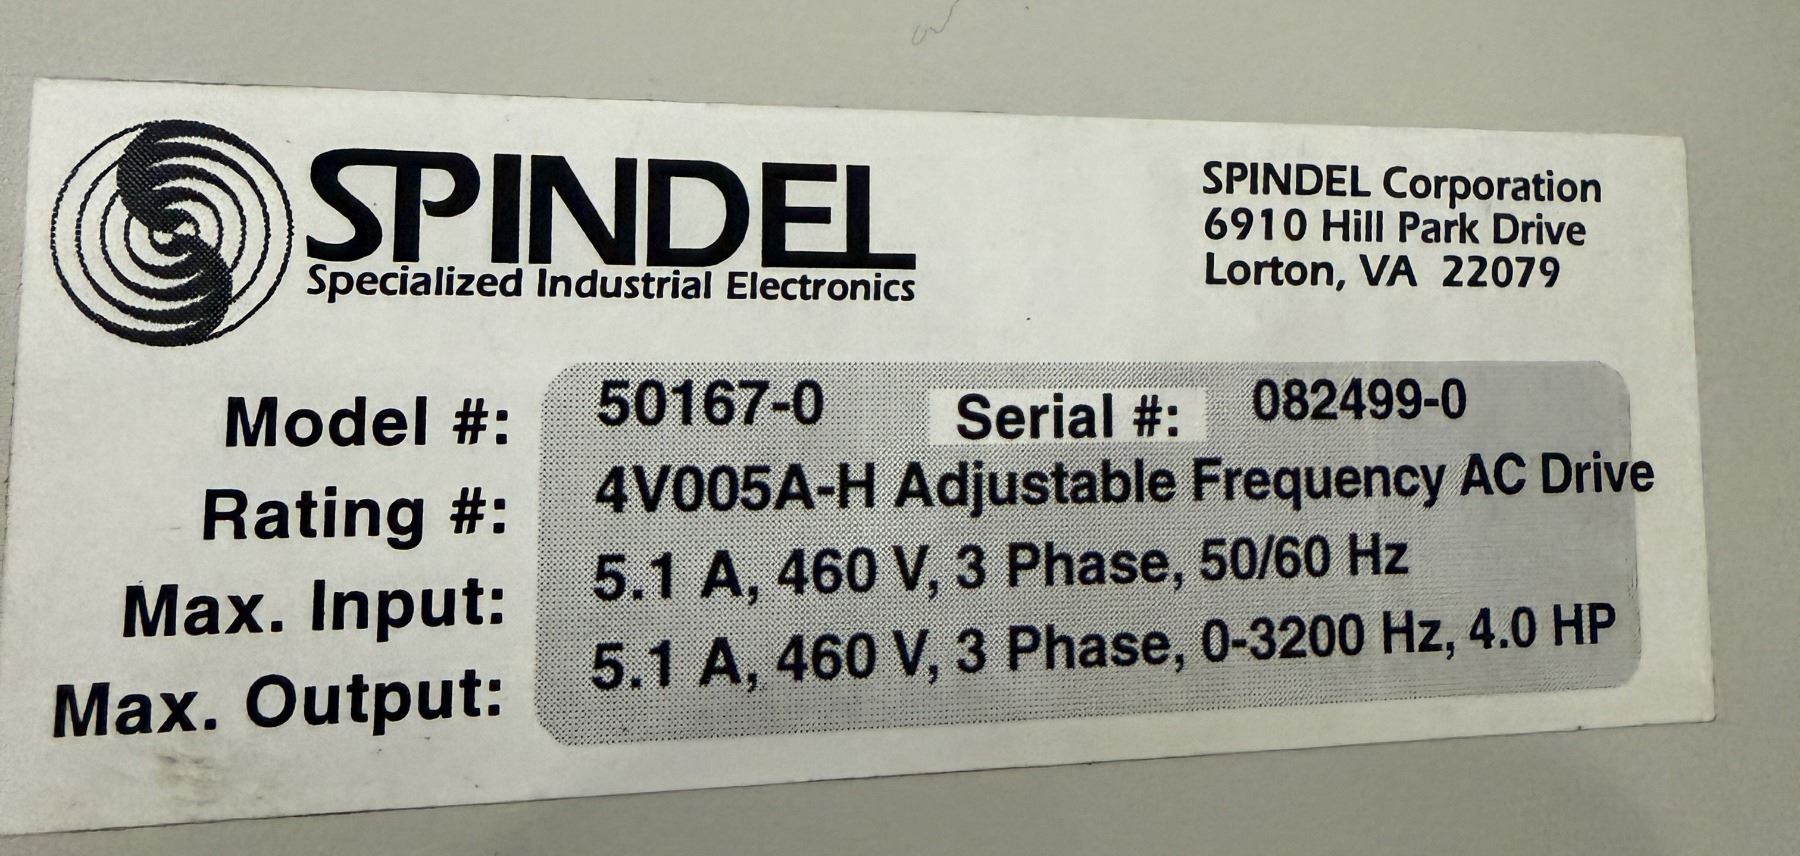 SPINDEL
Specialized Industrial Electronics
SPINDEL Corporation
6910 Hill Park Drive
Lorton, VA 22079
Model #: 50167-0 Serial #: 082499-0
Rating #: 4V005A-H Adjustable Frequency AC Drive
Max. Input: 5.1 A, 460 V, 3 Phase, 50/60 Hz
Max. Output: 5.1 A, 460 V, 3 Phase, 0-3200 Hz, 4.0 HP